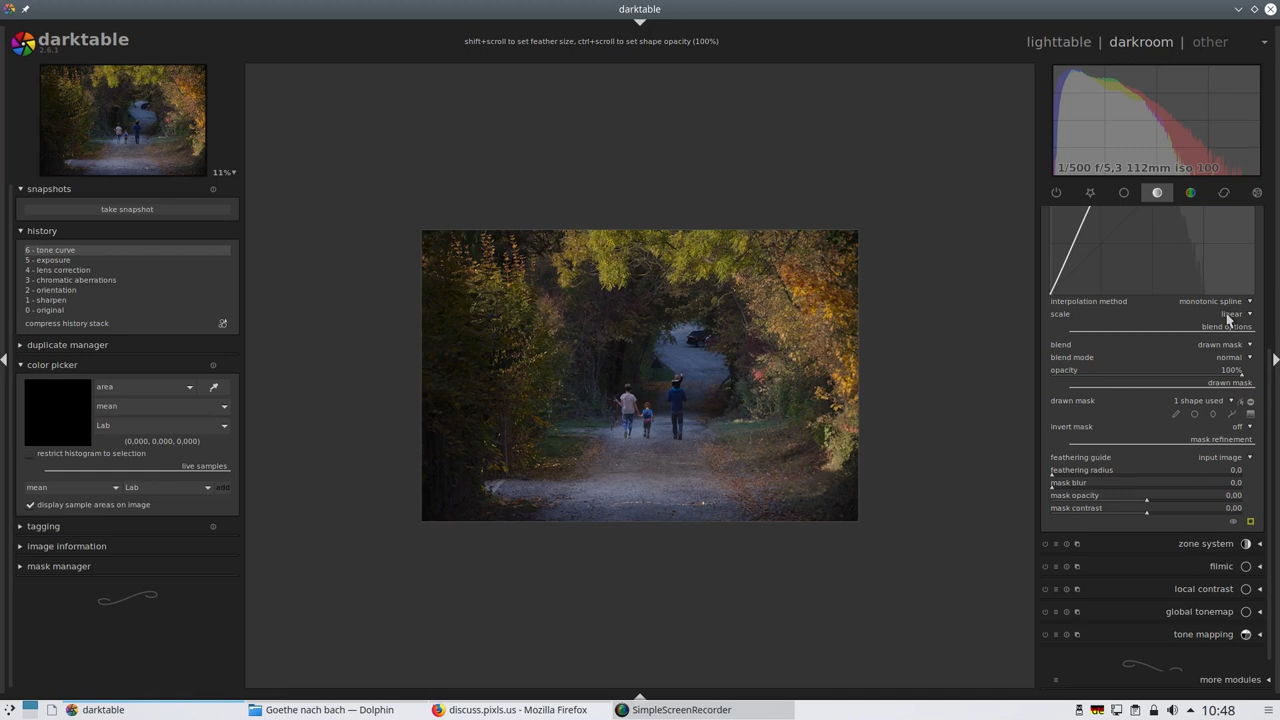 darktable
darktable
2.6.1
shift+scroll to set feather size, ctrl+scroll to set shape opacity (100%)
lighttable | darkroom | other
11%
snapshots
take snapshot
history
6 - tone curve
5 - exposure
4 - lens correction
3 - chromatic aberrations
2 - orientation
1 - sharpen
0 - original
compress history stack
duplicate manager
color picker
area
mean
Lab
(0,000, 0,000, 0,000)
restrict histogram to selection
live samples
mean Lab add
display sample areas on image
tagging
image information
mask manager
1/500 f/5,3 112mm iso 100
interpolation method monotonic spline
scale linear
blend options
blend drawn mask
blend mode normal
opacity 100%
drawn mask
drawn mask 1 shape used
invert mask off
mask refinement
feathering guide input image
feathering radius 0,0
mask blur 0,0
mask opacity 0,00
mask contrast 0,00
zone system
filmic
local contrast
global tonemap
tone mapping
more modules
darktable
Goethe nach bach — Dolphin
discuss.pixls.us - Mozilla Firefox
SimpleScreenRecorder
10:48